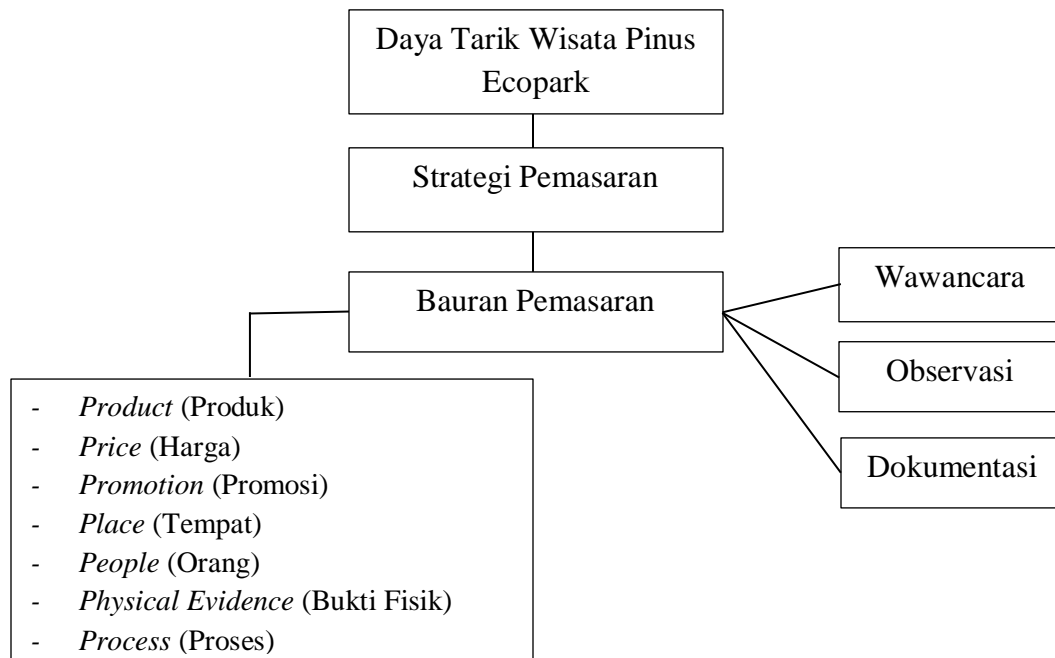 Daya Tarik Wisata Pinus
Ecopark
Strategi Pemasaran
Bauran Pemasaran
Wawancara
Observasi
Dokumentasi
- Product (Produk)
- Price (Harga)
- Promotion (Promosi)
- Place (Tempat)
- People (Orang)
- Physical Evidence (Bukti Fisik)
- Process (Proses)